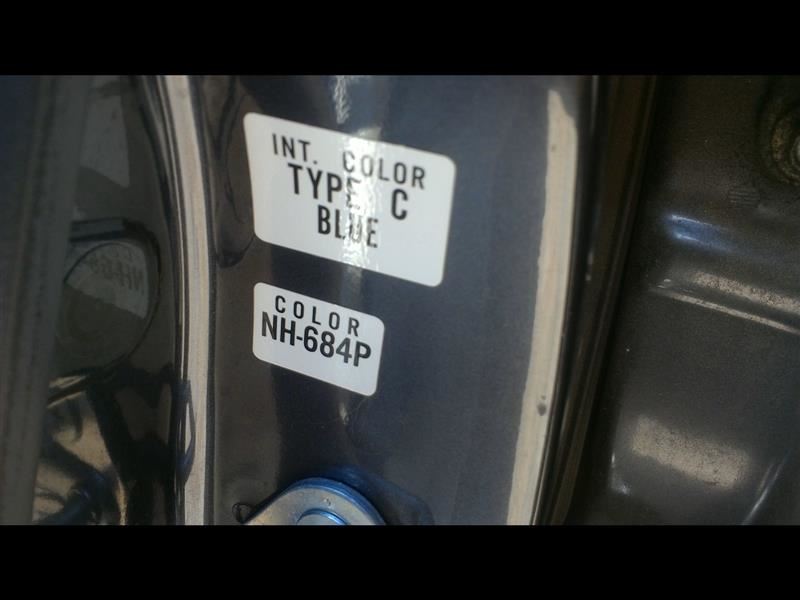 INT. COLOR
TYPE C
BLUE
COLOR
NH-684P